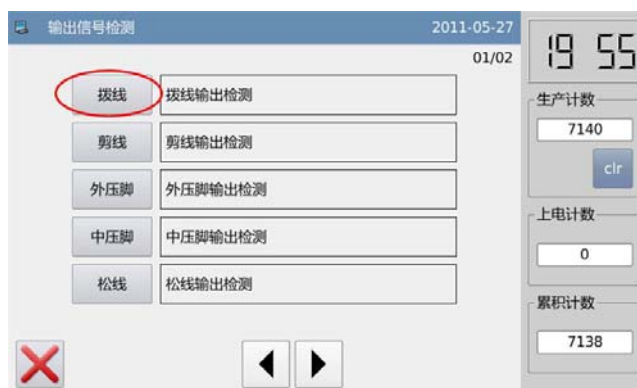 输出信号检测 2011-05-27
01/02
拨线 拨线输出检测
剪线 剪线输出检测
外压脚 外压脚输出检测
中压脚 中压脚输出检测
松线 松线输出检测
19 55
生产计数
7140
clr
上电计数
0
累积计数
7138